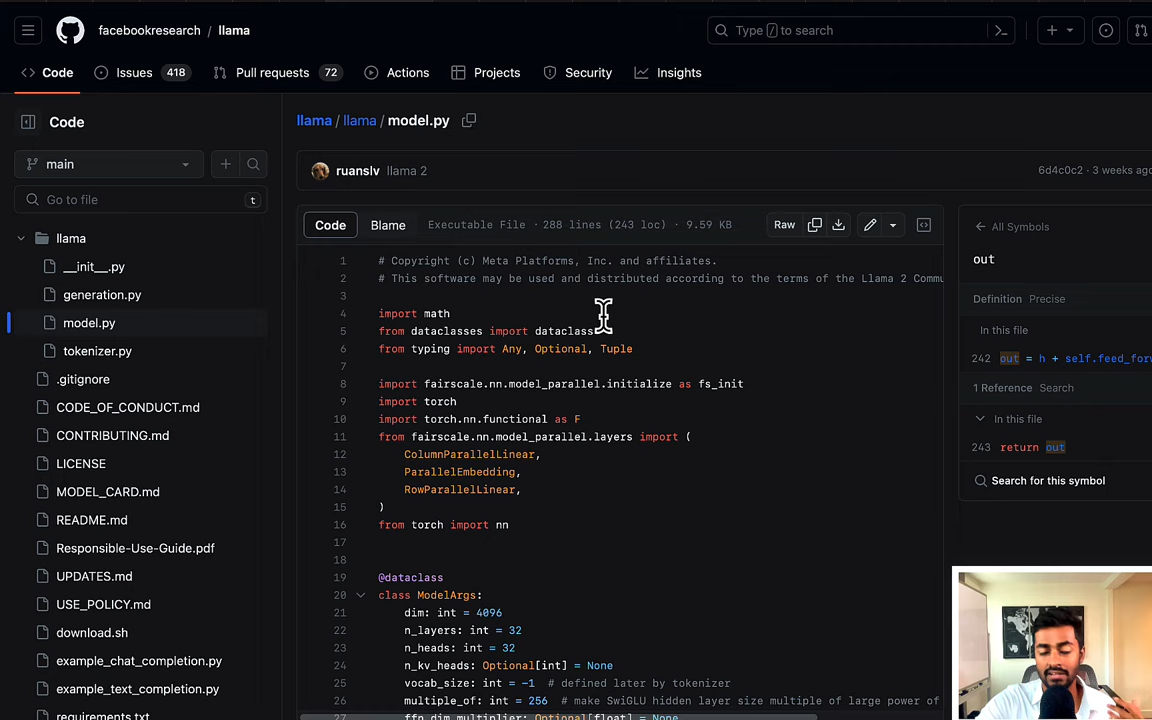 facebookresearch / llama
Type / to search
Code
Issues 418
Pull requests 72
Actions
Projects
Security
Insights
Code
main
Go to file
t
llama
__init__.py
generation.py
model.py
tokenizer.py
.gitignore
CODE_OF_CONDUCT.md
CONTRIBUTING.md
LICENSE
MODEL_CARD.md
README.md
Responsible-Use-Guide.pdf
UPDATES.md
USE_POLICY.md
download.sh
example_chat_completion.py
example_text_completion.py
requirements.txt
llama / llama / model.py
ruanslv llama 2
6d4c0c2 · 3 weeks ago
Code
Blame
Executable File · 288 lines (243 loc) · 9.59 KB
Raw
1 # Copyright (c) Meta Platforms, Inc. and affiliates.
2 # This software may be used and distributed according to the terms of the Llama 2 Commu
3
4 import math
5 from dataclasses import dataclass
6 from typing import Any, Optional, Tuple
7
8 import fairscale.nn.model_parallel.initialize as fs_init
9 import torch
10 import torch.nn.functional as F
11 from fairscale.nn.model_parallel.layers import (
12 ColumnParallelLinear,
13 ParallelEmbedding,
14 RowParallelLinear,
15 )
16 from torch import nn
17
18
19 @dataclass
20 class ModelArgs:
21 dim: int = 4096
22 n_layers: int = 32
23 n_heads: int = 32
24 n_kv_heads: Optional[int] = None
25 vocab_size: int = -1 # defined later by tokenizer
26 multiple_of: int = 256 # make SwiGLU hidden layer size multiple of large power of
27 ffn_dim_multiplier: Optional[float] = None
All Symbols
out
Definition Precise
In this file
242 out = h + self.feed_forw
1 Reference Search
In this file
243 return out
Search for this symbol